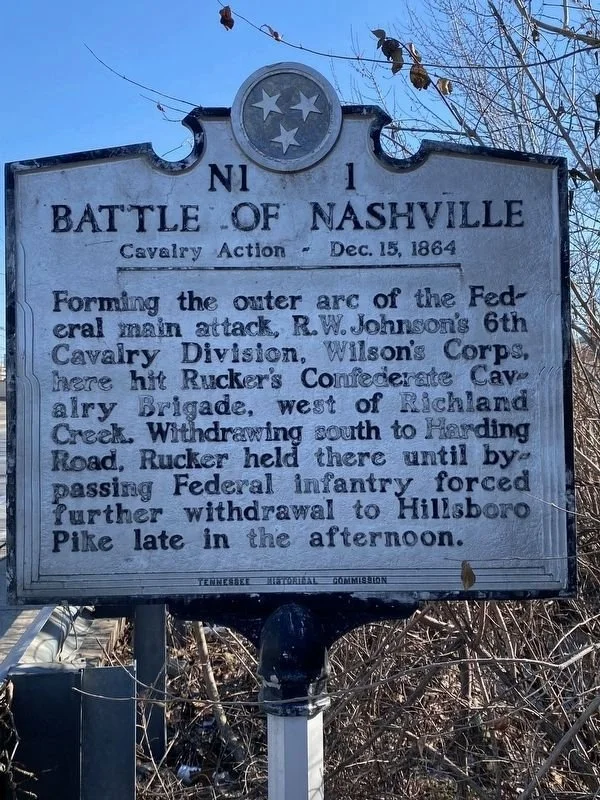 N1 1
BATTLE OF NASHVILLE
Cavalry Action - Dec. 15, 1864
Forming the outer arc of the Fed-
eral main attack, R.W. Johnson's 6th
Cavalry Division, Wilson's Corps,
here hit Rucker's Confederate Cav-
alry Brigade, west of Richland
Creek. Withdrawing south to Harding
Road, Rucker held there until by-
passing Federal infantry forced
further withdrawal to Hillsboro
Pike late in the afternoon.
TENNESSEE HISTORICAL COMMISSION